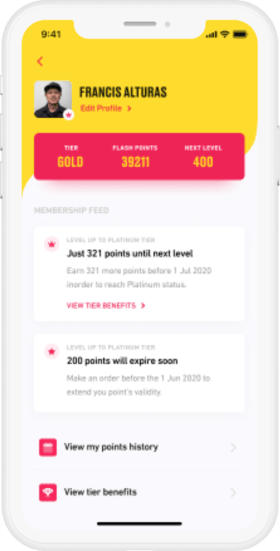 9:41
FRANCIS ALTURAS
Edit Profile
TIER
FLASH POINTS
NEXT LEVEL
GOLD
39211
400
MEMBERSHIP FEED
LEVEL UP TO PLATINUM TIER
Just 321 points until next level
Earn 321 more points before 1 Jul 2020
inorder to reach Platinum status.
VIEW TIER BENEFITS
LEVEL UP TO PLATINUM TIER
200 points will expire soon
Make an order before the 1 Jun 2020 to
extend you point's validity.
View my points history
View tier benefits